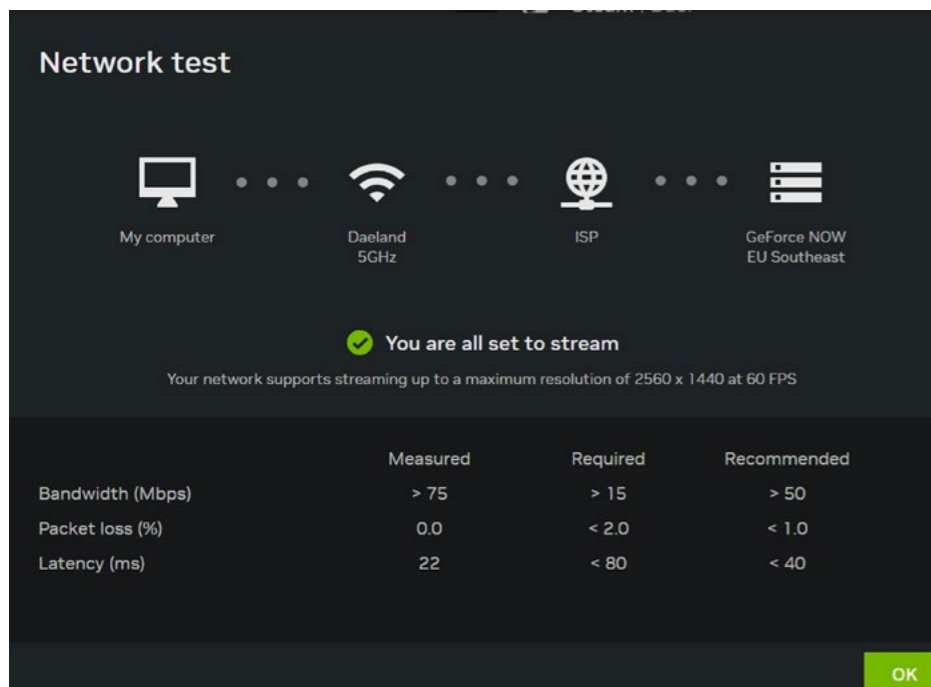 Network test
My computer
Daeland
5GHz
ISP
GeForce NOW
EU Southeast
You are all set to stream
Your network supports streaming up to a maximum resolution of 2560 x 1440 at 60 FPS
Measured Required Recommended
Bandwidth (Mbps) > 75 > 15 > 50
Packet loss (%) 0.0 < 2.0 < 1.0
Latency (ms) 22 < 80 < 40
OK